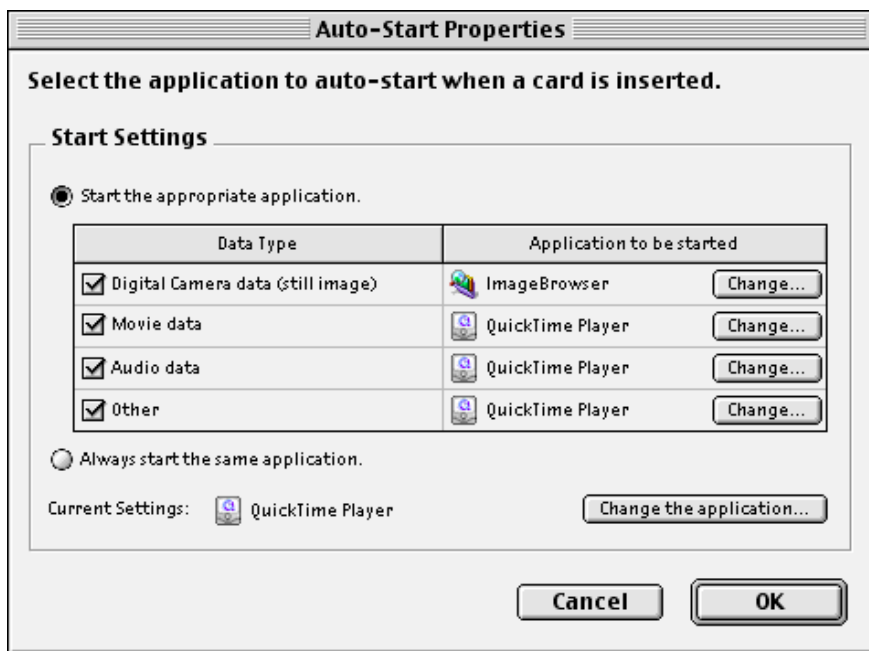 Auto-Start Properties
Select the application to auto-start when a card is inserted.
Start Settings
Start the appropriate application.
Data Type Application to be started
Digital Camera data (still image) ImageBrowser Change...
Movie data QuickTime Player Change...
Audio data QuickTime Player Change...
Other QuickTime Player Change...
Always start the same application.
Current Settings: QuickTime Player Change the application...
Cancel OK